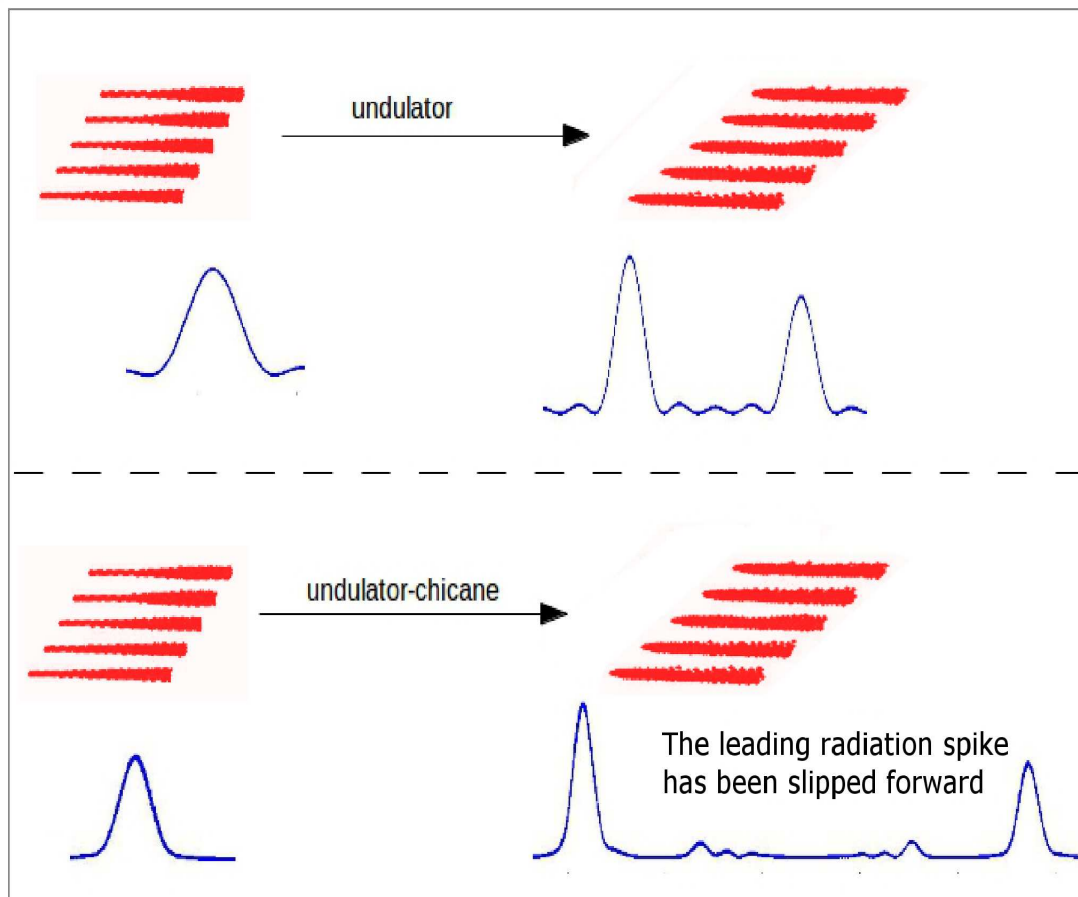 undulator
undulator-chicane
The leading radiation spike
has been slipped forward